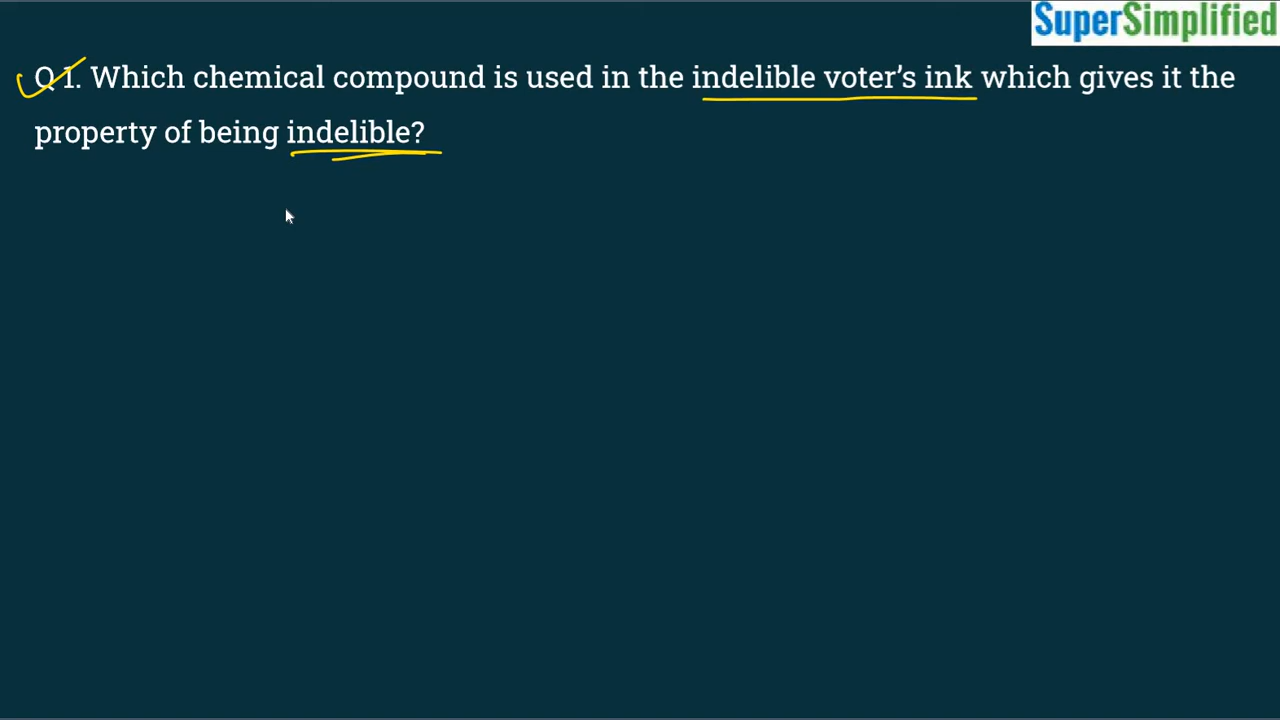 SuperSimplified
Q 1. Which chemical compound is used in the indelible voter’s ink which gives it the
property of being indelible?